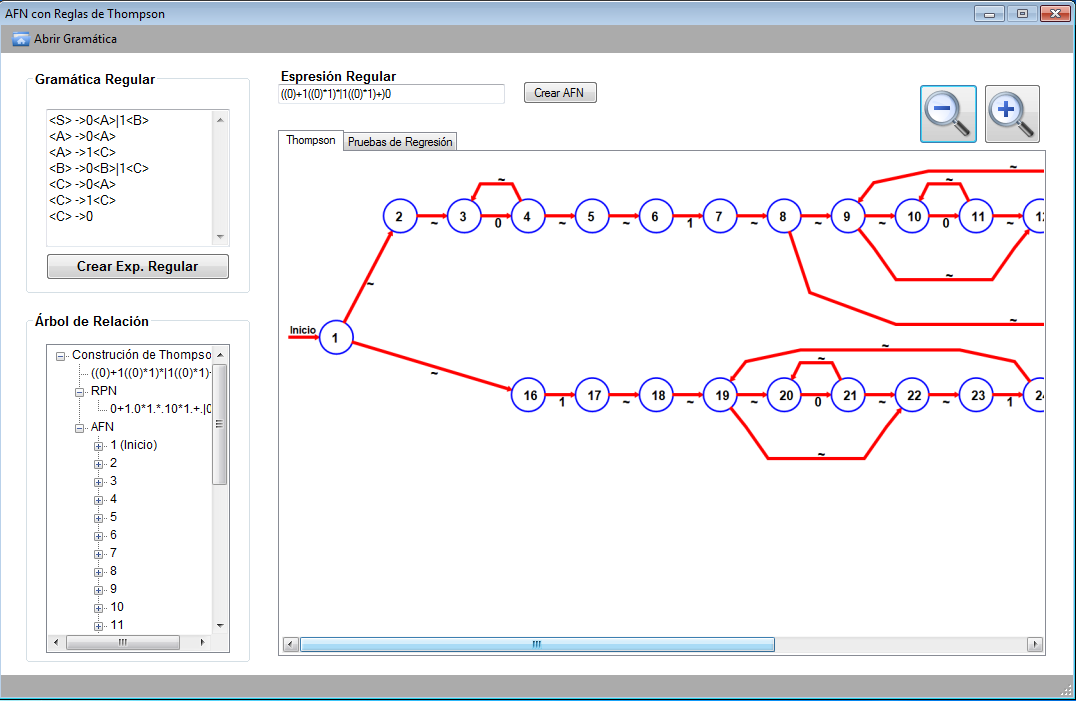 AFN con Reglas de Thompson
Abrir Gramática
Gramática Regular
<S> ->0<A>|1<B>
<A> ->0<A>
<A> ->1<C>
<B> ->0<B>|1<C>
<C> ->0<A>
<C> ->1<C>
<C> ->0
Crear Exp. Regular
Árbol de Relación
Construción de Thompso
((0)+1((0)*1)*|1((0)*1)-
RPN
0+1.0*1.*.10*1.+.|0
AFN
1 (Inicio)
2
3
4
5
6
7
8
9
10
11
Espresión Regular
((0)+1((0)*1)*|1((0)*1)+)0
Crear AFN
Thompson
Pruebas de Regresión
~
~ ~
2 3 4 5 6 7 8 9 10 11 12
~ 0 ~ ~ 1 ~ ~ ~ 0 ~
~
~
~
Inicio
1
~
~
~
16 17 18 19 20 21 22 23 24
1 ~ ~ ~ 0 ~ ~ 1
~